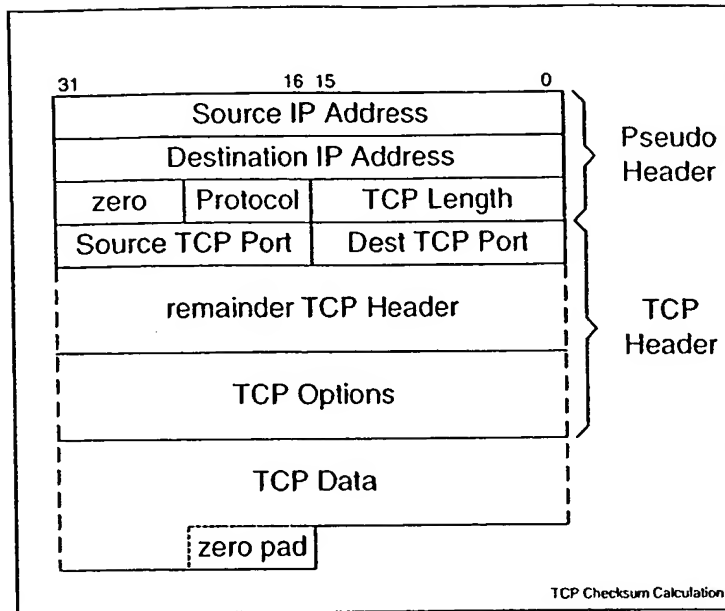 31 16 15 0
Source IP Address
Destination IP Address
Pseudo Header
zero Protocol TCP Length
Source TCP Port Dest TCP Port
remainder TCP Header
TCP Header
TCP Options
TCP Data
zero pad
TCP Checksum Calculation